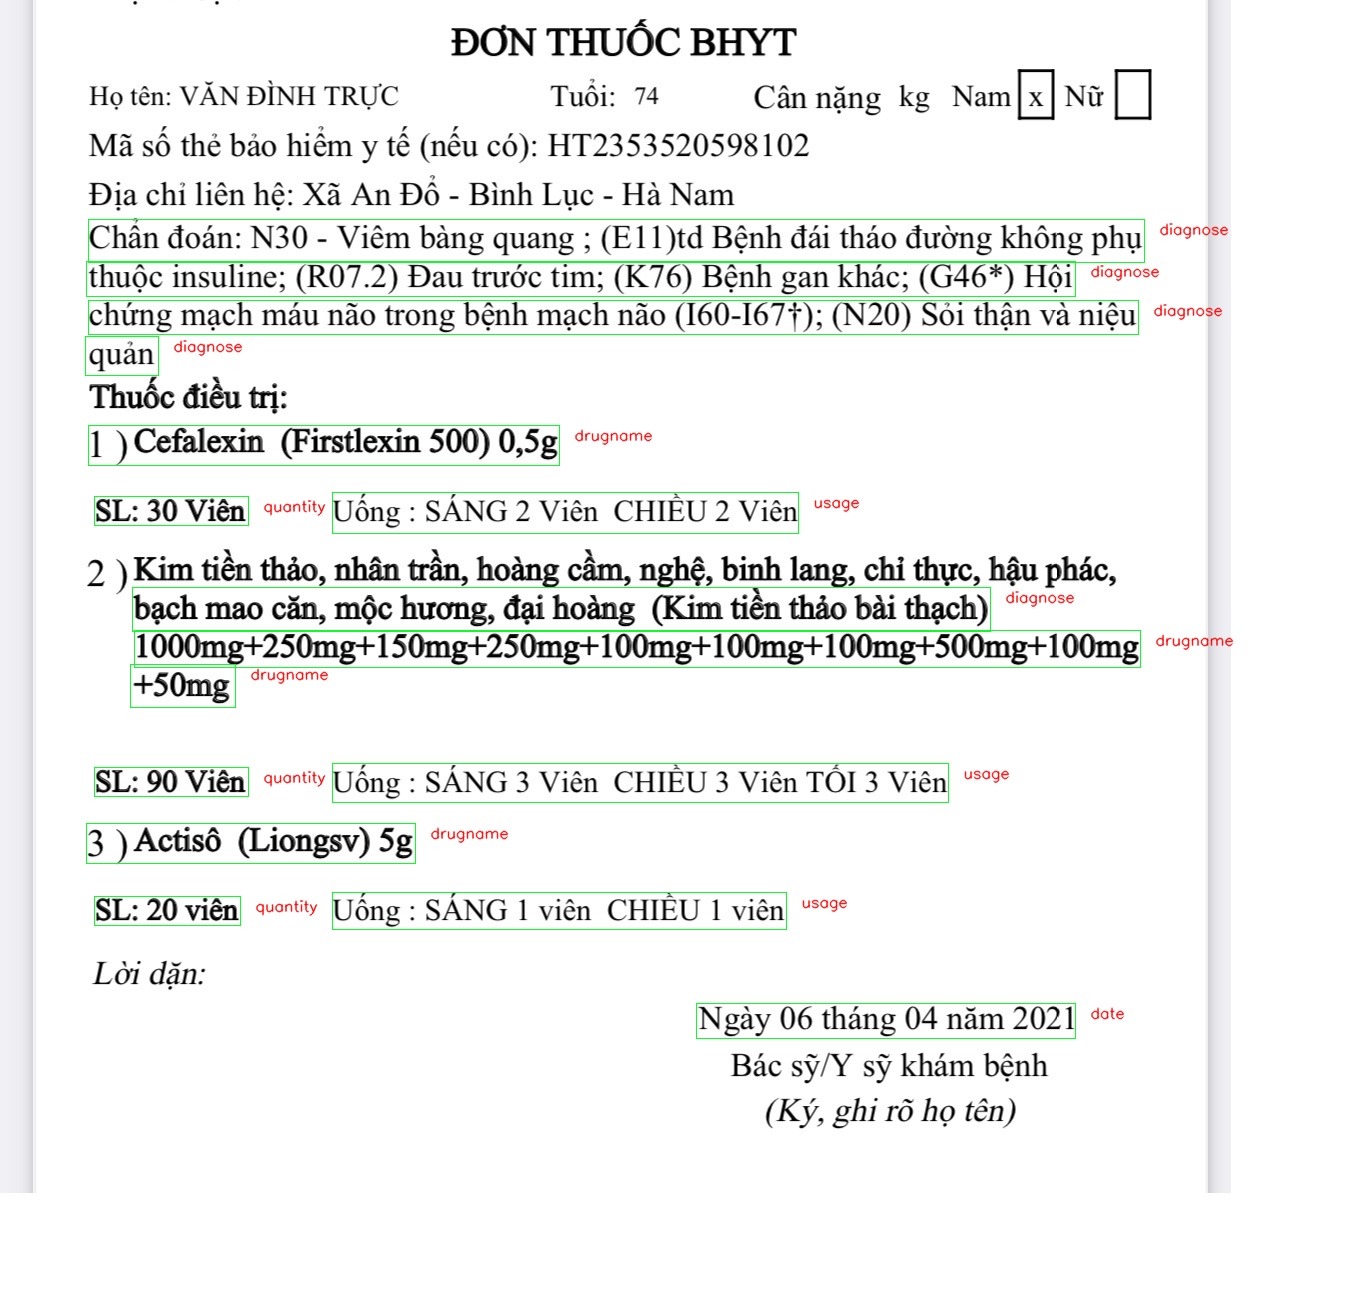 ĐƠN THUỐC BHYT
Họ tên: VĂN ĐÌNH TRỰC Tuổi: 74 Cân nặng kg Nam x Nữ
Mã số thẻ bảo hiểm y tế (nếu có): HT2353520598102
Địa chỉ liên hệ: Xã An Đổ - Bình Lục - Hà Nam
Chẩn đoán: N30 - Viêm bàng quang ; (E11)td Bệnh đái tháo đường không phụ diagnose
thuộc insuline; (R07.2) Đau trước tim; (K76) Bệnh gan khác; (G46*) Hội diagnose
chứng mạch máu não trong bệnh mạch não (I60-I67†); (N20) Sỏi thận và niệu diagnose
quản diagnose
Thuốc điều trị:
1 ) Cefalexin (Firstlexin 500) 0,5g drugname
SL: 30 Viên quantity Uống : SÁNG 2 Viên CHIỀU 2 Viên usage
2 ) Kim tiền thảo, nhân trần, hoàng cầm, nghệ, binh lang, chỉ thực, hậu phác,
bạch mao căn, mộc hương, đại hoàng (Kim tiền thảo bài thạch) diagnose
1000mg+250mg+150mg+250mg+100mg+100mg+100mg+500mg+100mg drugname
+50mg drugname
SL: 90 Viên quantity Uống : SÁNG 3 Viên CHIỀU 3 Viên TỐI 3 Viên usage
3 ) Actisô (Liongsv) 5g drugname
SL: 20 viên quantity Uống : SÁNG 1 viên CHIỀU 1 viên usage
Lời dặn:
Ngày 06 tháng 04 năm 2021 date
Bác sỹ/Y sỹ khám bệnh
(Ký, ghi rõ họ tên)